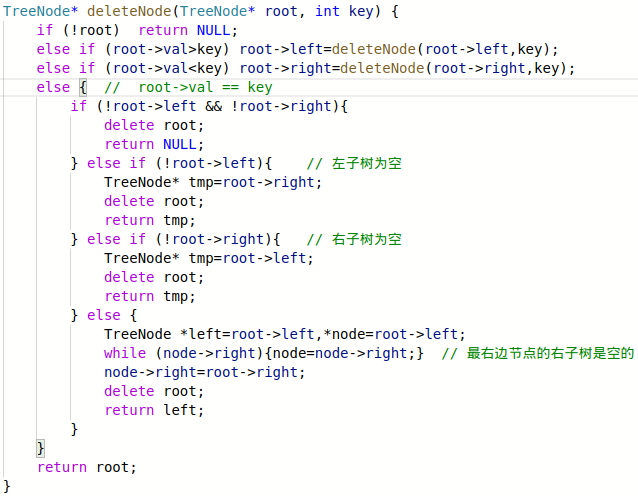 TreeNode* deleteNode(TreeNode* root, int key) {
    if (!root)  return NULL;
    else if (root->val>key) root->left=deleteNode(root->left,key);
    else if (root->val<key) root->right=deleteNode(root->right,key);
    else {  //  root->val == key
        if (!root->left && !root->right){
            delete root;
            return NULL;
        } else if (!root->left){    // 左子树为空
            TreeNode* tmp=root->right;
            delete root;
            return tmp;
        } else if (!root->right){   // 右子树为空
            TreeNode* tmp=root->left;
            delete root;
            return tmp;
        } else {
            TreeNode *left=root->left,*node=root->left;
            while (node->right){node=node->right;}  // 最右边节点的右子树是空的
            node->right=root->right;
            delete root;
            return left;
        }
    }
    return root;
}